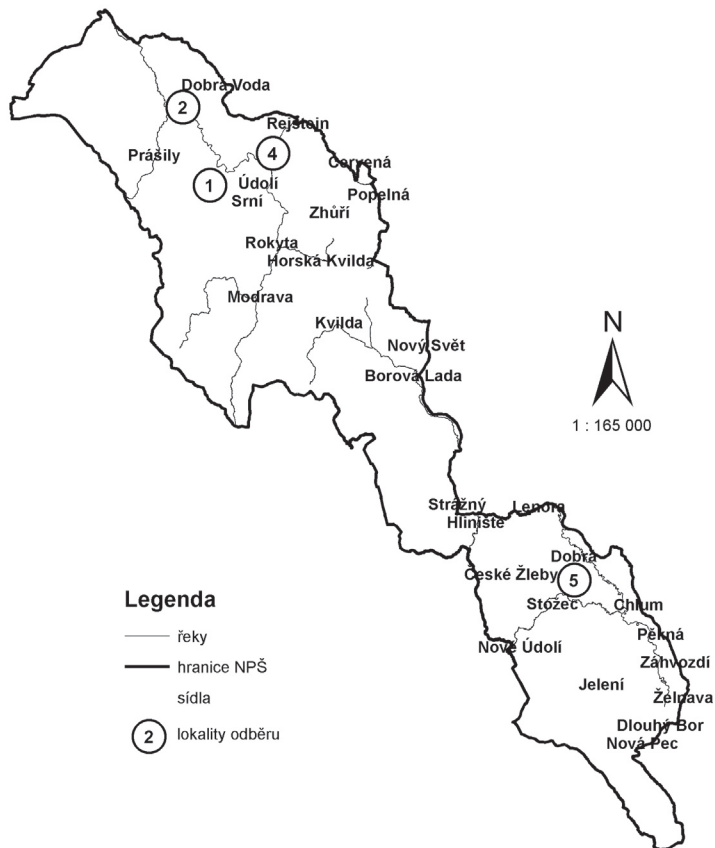 Dobrá Voda
2
Rejštein
4
Prášily
Červená
1
Údolí
Popelná
Srní
Zhůří
Rokyta
Horská Kvilda
Modrava
Kvilda
Nový Svět
Borová Lada
N
1 : 165 000
Strážný
Lenora
Hliniště
Dobrá
České Žleby
5
Stožec
Chlum
Pěkná
Nové Údolí
Záhvozdí
Jelení
Želnava
Dlouhý Bor
Nová Pec
Legenda
řeky
hranice NPŠ
sídla
2 lokality odběru